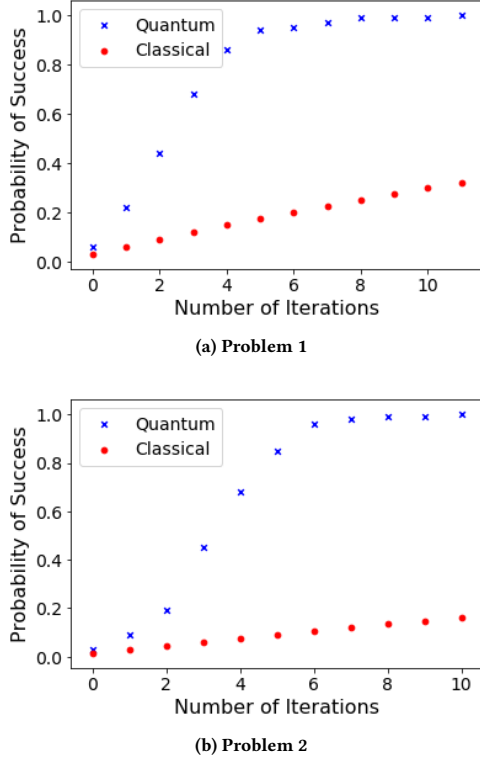 1.0
0.8
0.6
0.4
0.2
0.0
Probability of Success
Quantum
Classical
0 2 4 6 8 10
Number of Iterations
(a) Problem 1
1.0
0.8
0.6
0.4
0.2
0.0
Probability of Success
Quantum
Classical
0 2 4 6 8 10
Number of Iterations
(b) Problem 2